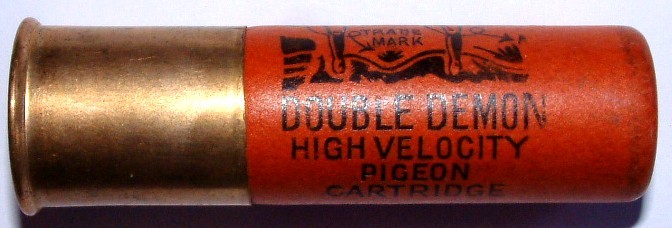 TRADE
MARK
DOUBLE DEMON
HIGH VELOCITY
PIGEON
CARTRIDGE